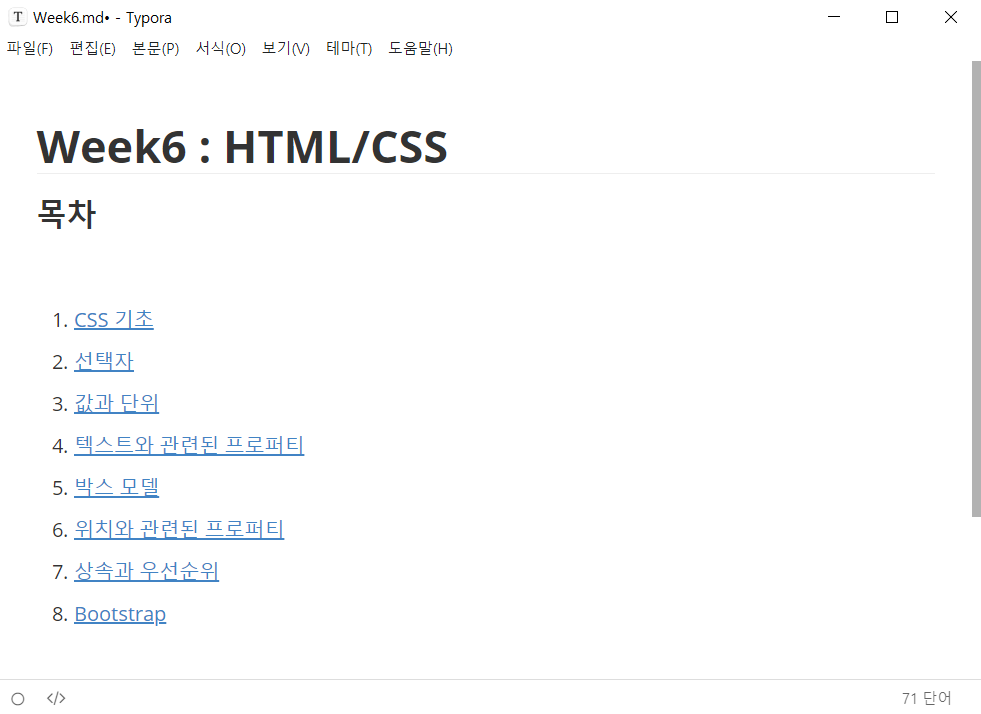 Week6.md• - Typora
파일(F) 편집(E) 본문(P) 서식(O) 보기(V) 테마(T) 도움말(H)
Week6 : HTML/CSS
목차
1. CSS 기초
2. 선택자
3. 값과 단위
4. 텍스트와 관련된 프로퍼티
5. 박스 모델
6. 위치와 관련된 프로퍼티
7. 상속과 우선순위
8. Bootstrap
71 단어